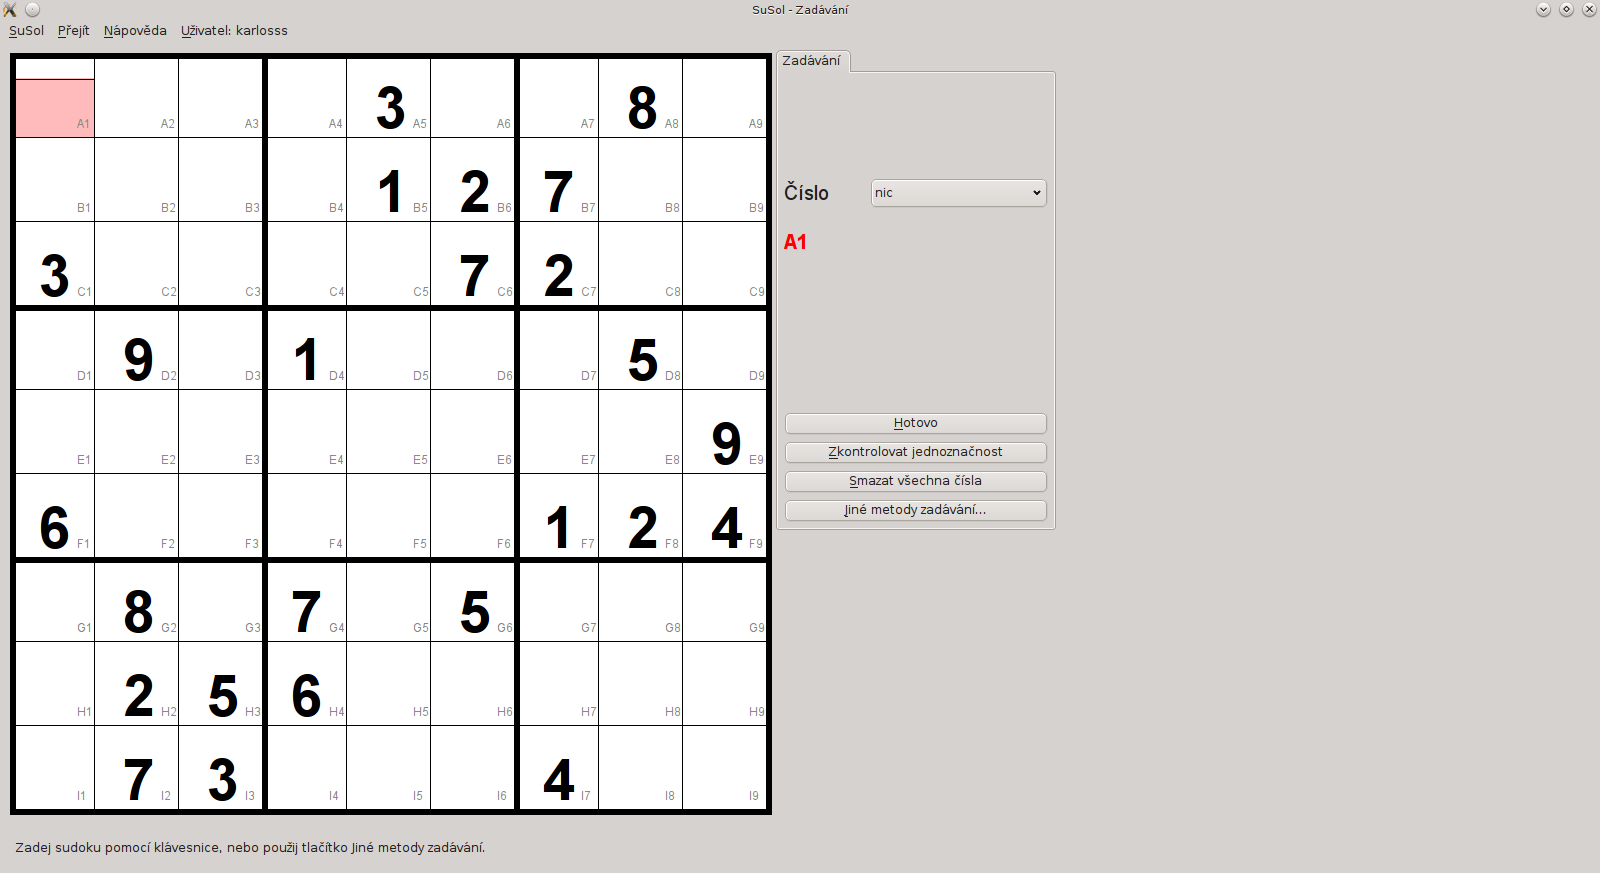 SuSol - Zadávání
SuSol Přejít Nápověda Uživatel: karlosss
Zadávání
A1 A2 A3 A4 3 A5 A6 A7 8 A8 A9
B1 B2 B3 B4 1 B5 2 B6 7 B7 B8 B9
3 C1 C2 C3 C4 C5 7 C6 2 C7 C8 C9
D1 9 D2 D3 1 D4 D5 D6 D7 5 D8 D9
E1 E2 E3 E4 E5 E6 E7 E8 9 E9
6 F1 F2 F3 F4 F5 F6 1 F7 2 F8 4 F9
G1 8 G2 G3 7 G4 G5 5 G6 G7 G8 G9
H1 2 H2 5 H3 6 H4 H5 H6 H7 H8 H9
I1 7 I2 3 I3 I4 I5 I6 4 I7 I8 I9
Číslo nic
A1
Hotovo
Zkontrolovat jednoznačnost
Smazat všechna čísla
Jiné metody zadávání...
Zadej sudoku pomocí klávesnice, nebo použij tlačítko Jiné metody zadávání.